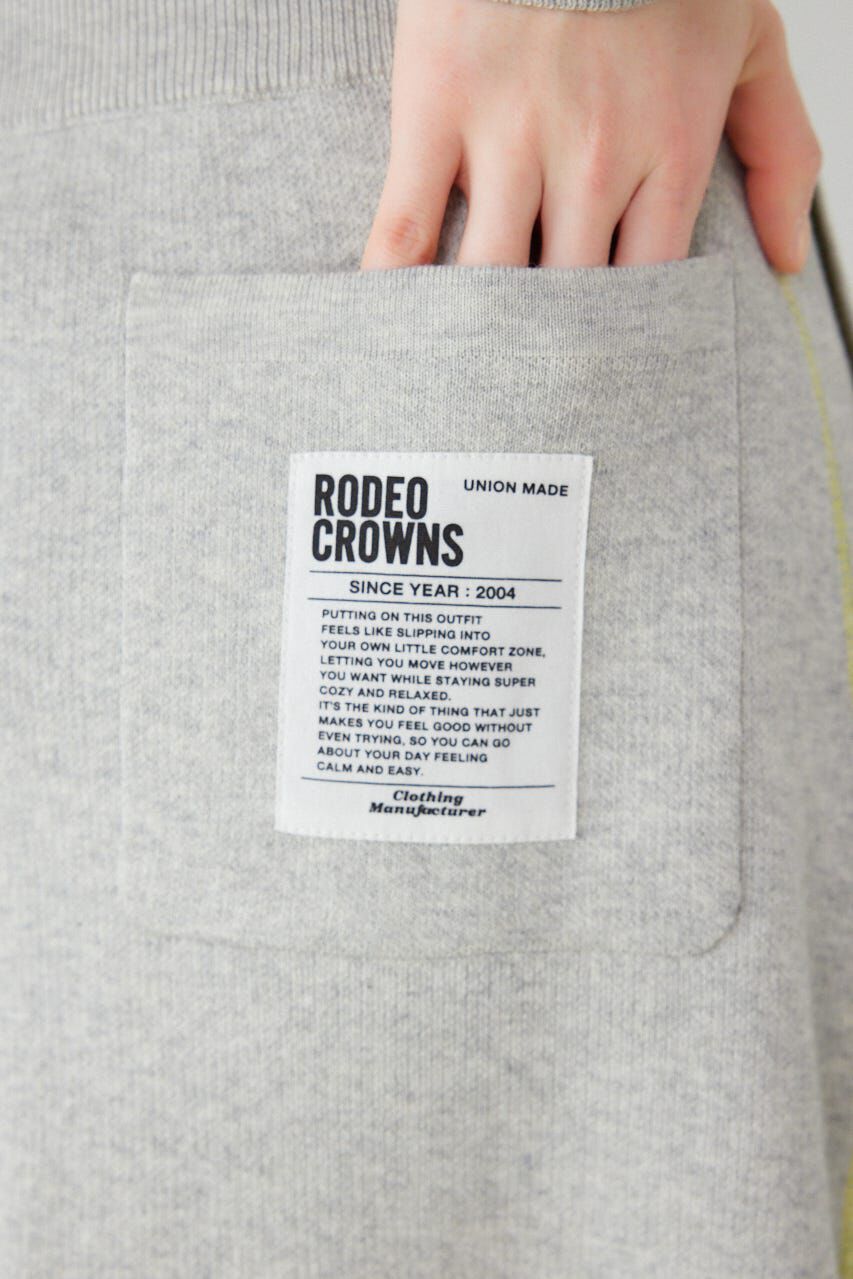 RODEO
CROWNS
UNION MADE
SINCE YEAR : 2004
PUTTING ON THIS OUTFIT
FEELS LIKE SLIPPING INTO
YOUR OWN LITTLE COMFORT ZONE,
LETTING YOU MOVE HOWEVER
YOU WANT WHILE STAYING SUPER
COZY AND RELAXED.
IT'S THE KIND OF THING THAT JUST
MAKES YOU FEEL GOOD WITHOUT
EVEN TRYING, SO YOU CAN GO
ABOUT YOUR DAY FEELING
CALM AND EASY.
Clothing
Manufacturer